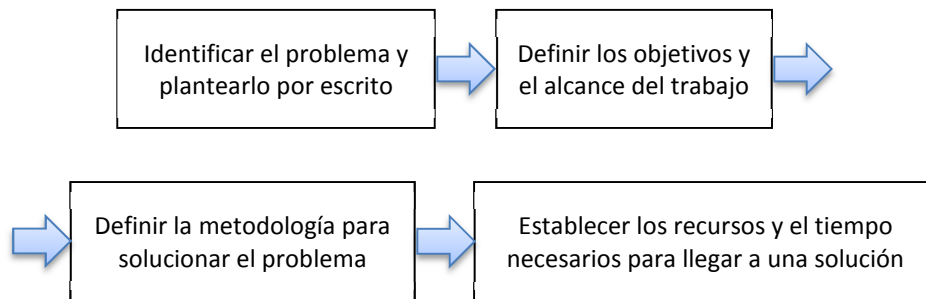 Identificar el problema y
plantearlo por escrito
Definir los objetivos y
el alcance del trabajo
Definir la metodología para
solucionar el problema
Establecer los recursos y el tiempo
necesarios para llegar a una solución